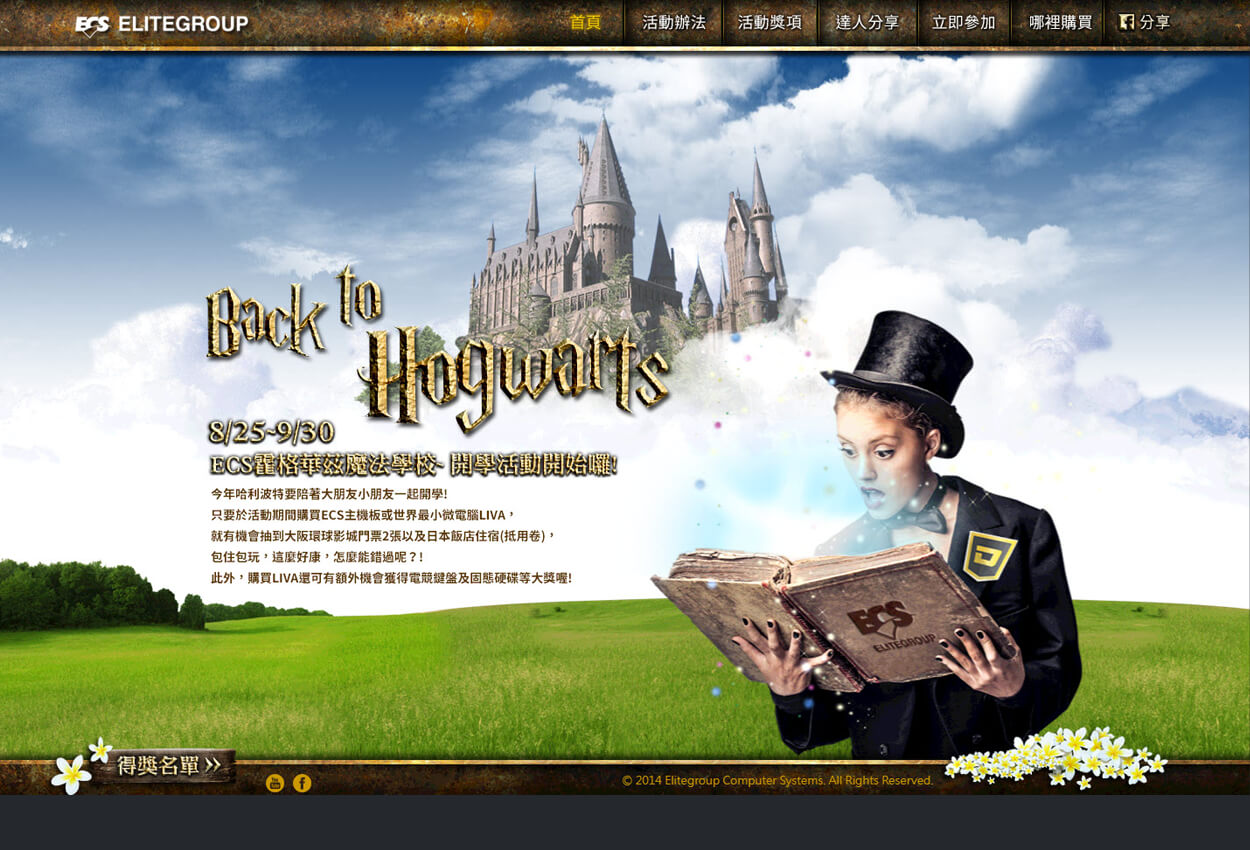 ECS ELITEGROUP
首頁
活動辦法
活動獎項
達人分享
立即參加
哪裡購買
分享
Back to
Hogwarts
8/25~9/30
ECS霍格華茲魔法學校~ 開學活動開始囉!
今年哈利波特要陪著大朋友小朋友一起開學!
只要於活動期間購買ECS主機板或世界最小微電腦LIVA，
就有機會抽到大阪環球影城門票2張以及日本飯店住宿(抵用卷)，
包住包玩，這麼好康，怎麼能錯過呢？!
此外，購買LIVA還可有額外機會獲得電競鍵盤及固態硬碟等大獎喔!
ECS
ELITEGROUP
得獎名單
You Tube
© 2014 Elitegroup Computer Systems. All Rights Reserved.